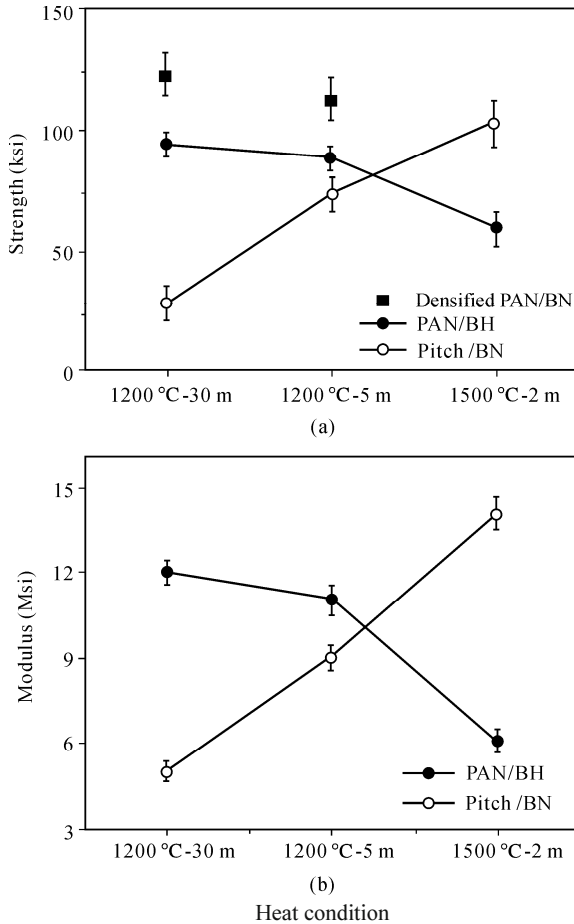 150
100
50
0
Strength (ksi)
Densified PAN/BN
PAN/BH
Pitch /BN
1200 °C-30 m
1200 °C-5 m
1500 °C-2 m
(a)
15
12
9
6
3
Modulus (Msi)
PAN/BH
Pitch /BN
1200 °C-30 m
1200 °C-5 m
1500 °C-2 m
(b)
Heat condition